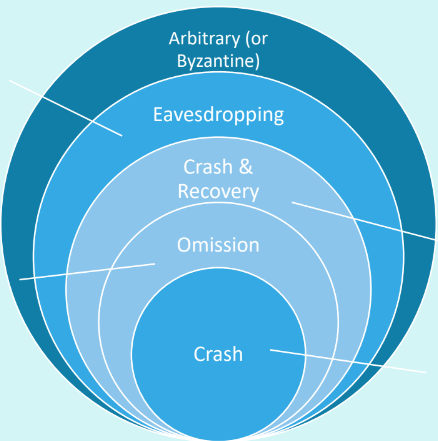 Arbitrary (or
Byzantine)
Eavesdropping
Crash &
Recovery
Omission
Crash